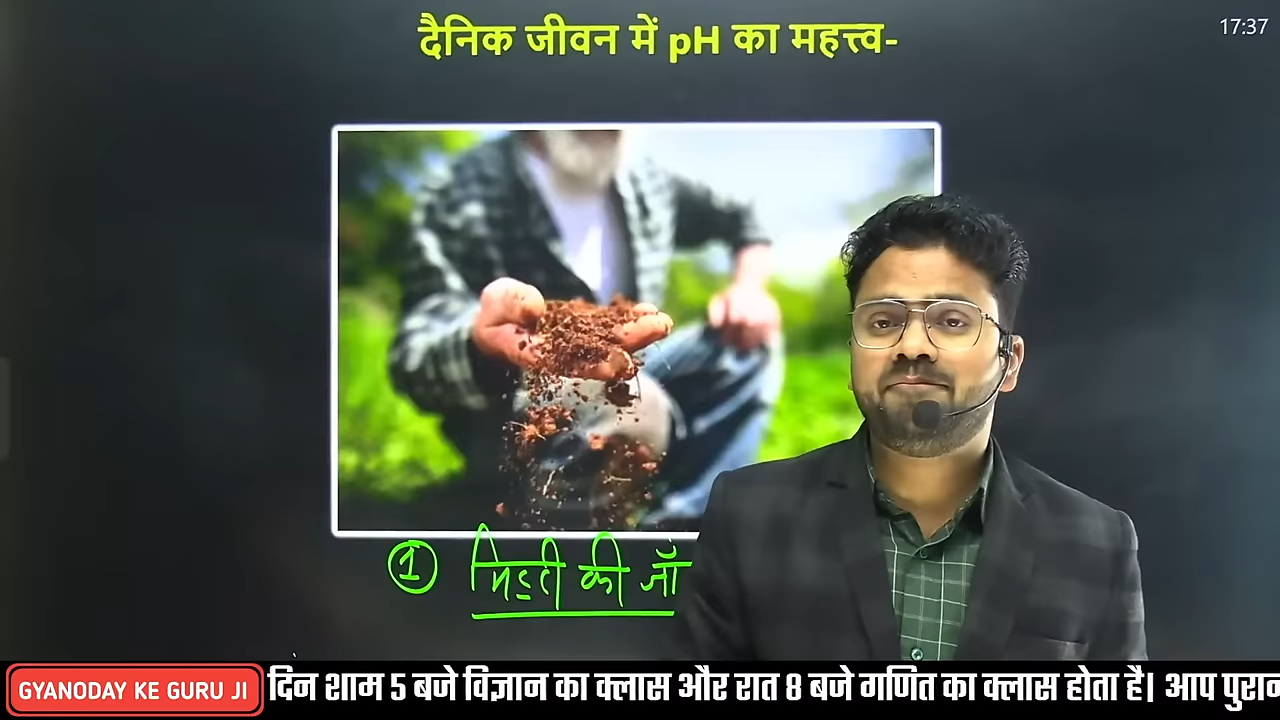 दैनिक जीवन में pH का महत्त्व-
17:37
① मिट्टी की जाँ
GYANODAY KE GURU JI
दिन शाम 5 बजे विज्ञान का क्लास और रात 8 बजे गणित का क्लास होता है। आप